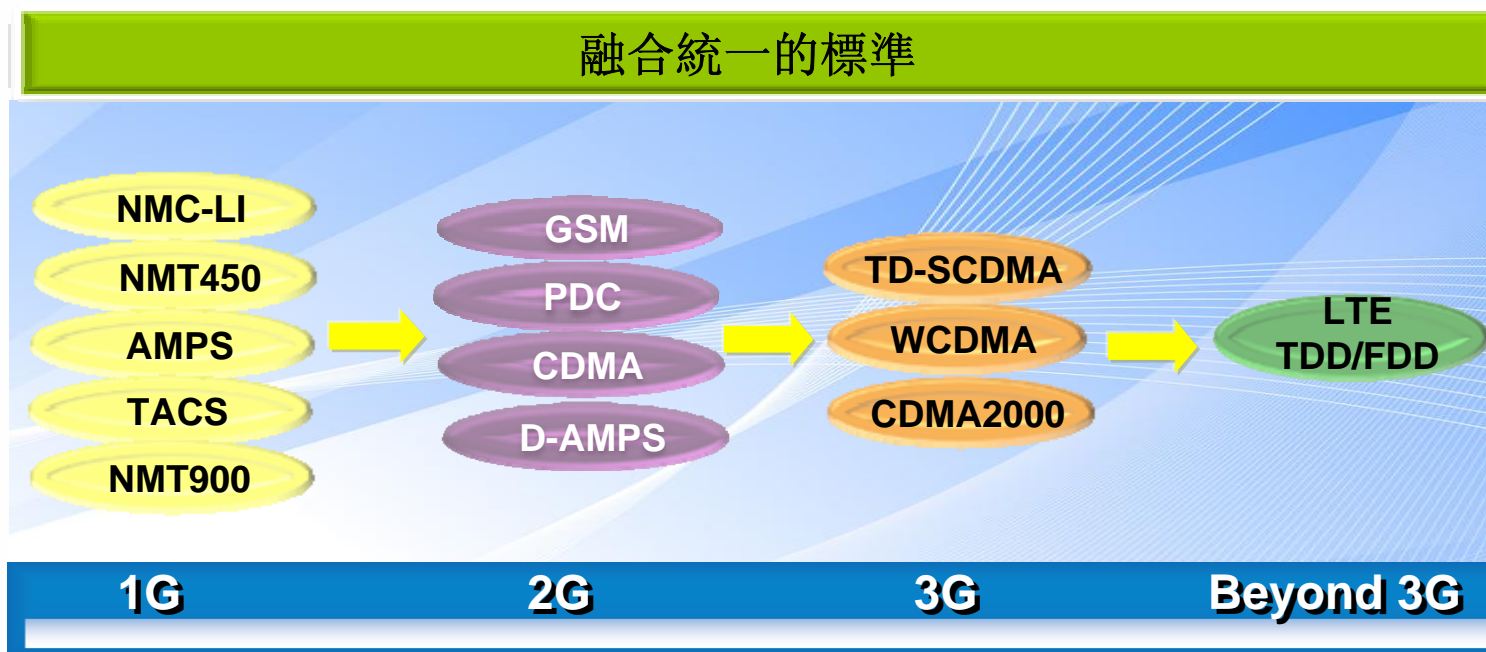 融合統一的標準
NMC-LI
NMT450
AMPS
TACS
NMT900
GSM
PDC
CDMA
D-AMPS
TD-SCDMA
WCDMA
CDMA2000
LTE
TDD/FDD
1G
2G
3G
Beyond 3G